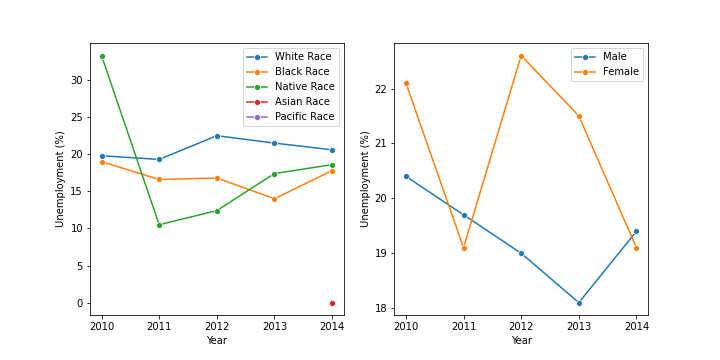 White Race
Black Race
Native Race
Asian Race
Pacific Race
Unemployment (%)
30
25
20
15
10
5
0
2010 2011 2012 2013 2014
Year
Male
Female
Unemployment (%)
22
21
20
19
18
2010 2011 2012 2013 2014
Year